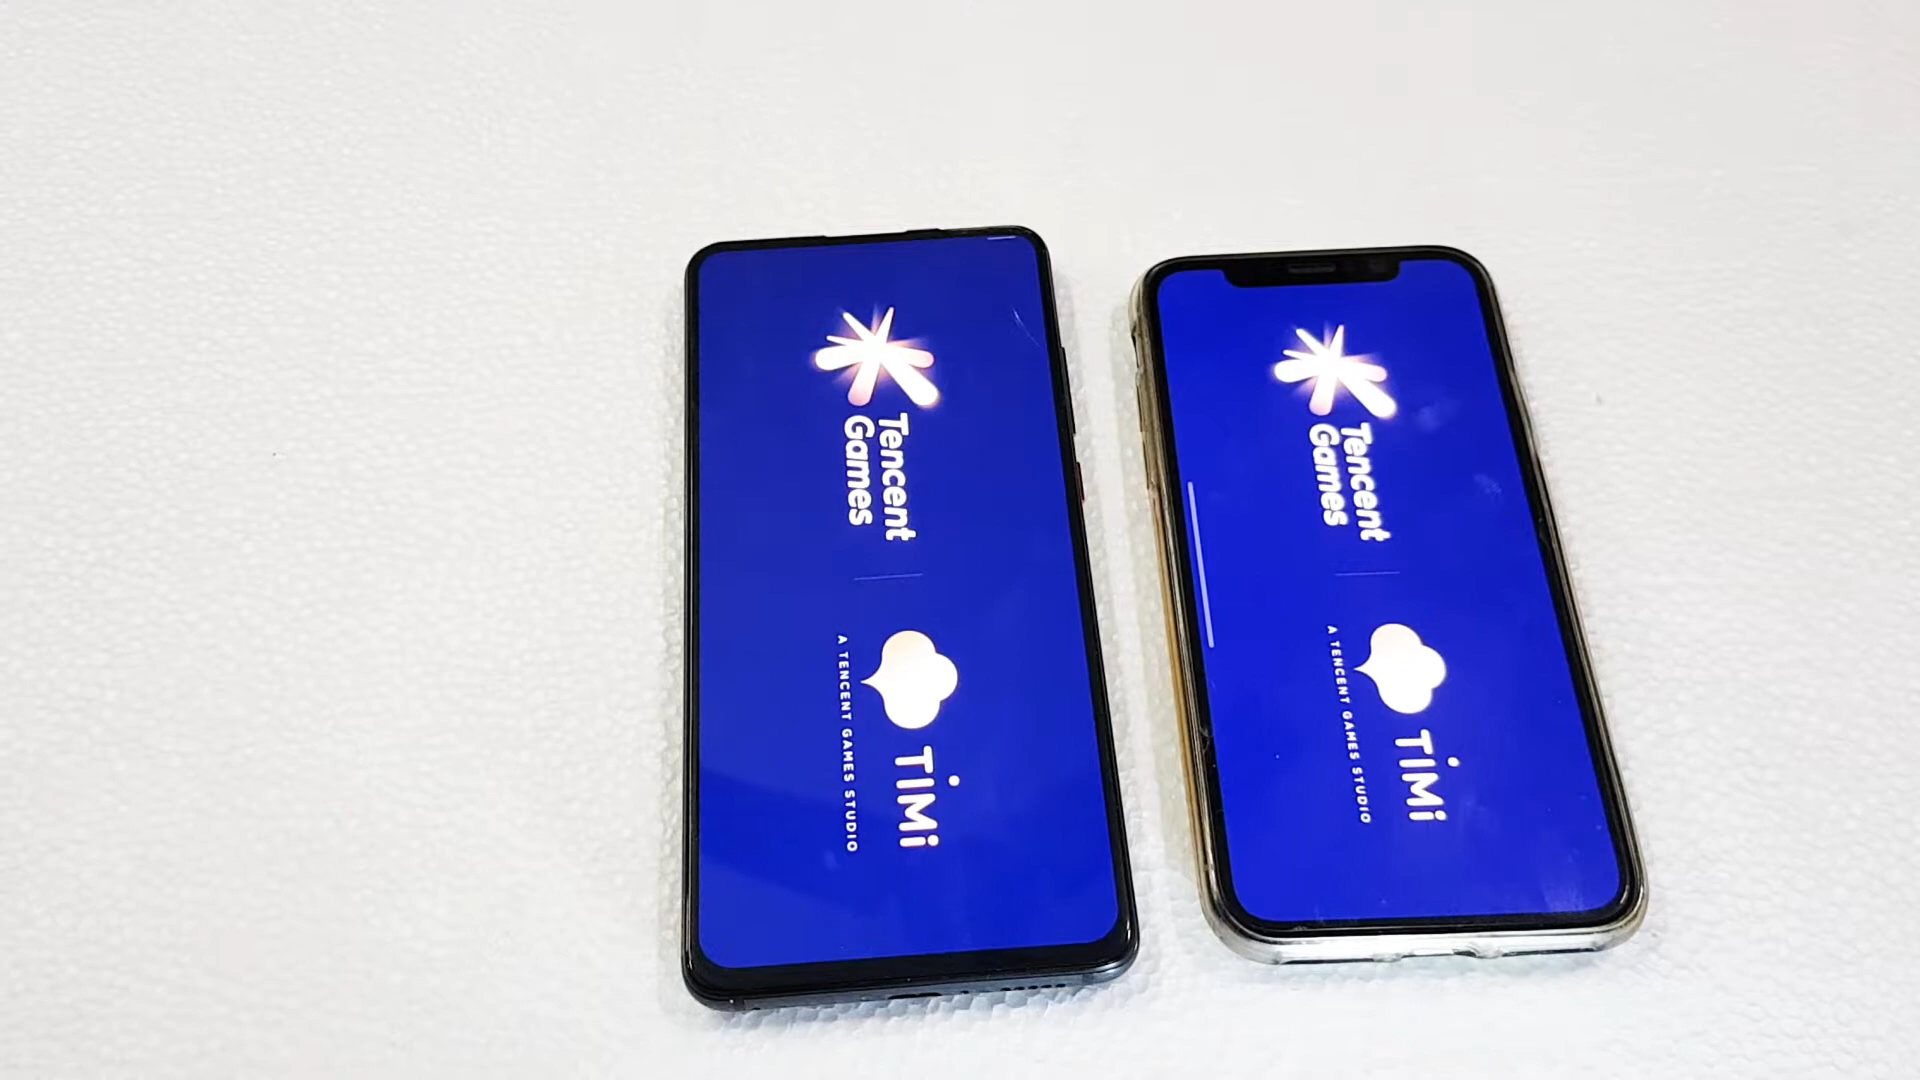 Tencent
Games
TiMi
A TENCENT GAMES STUDIO
Tencent
Games
TiMi
A TENCENT GAMES STUDIO